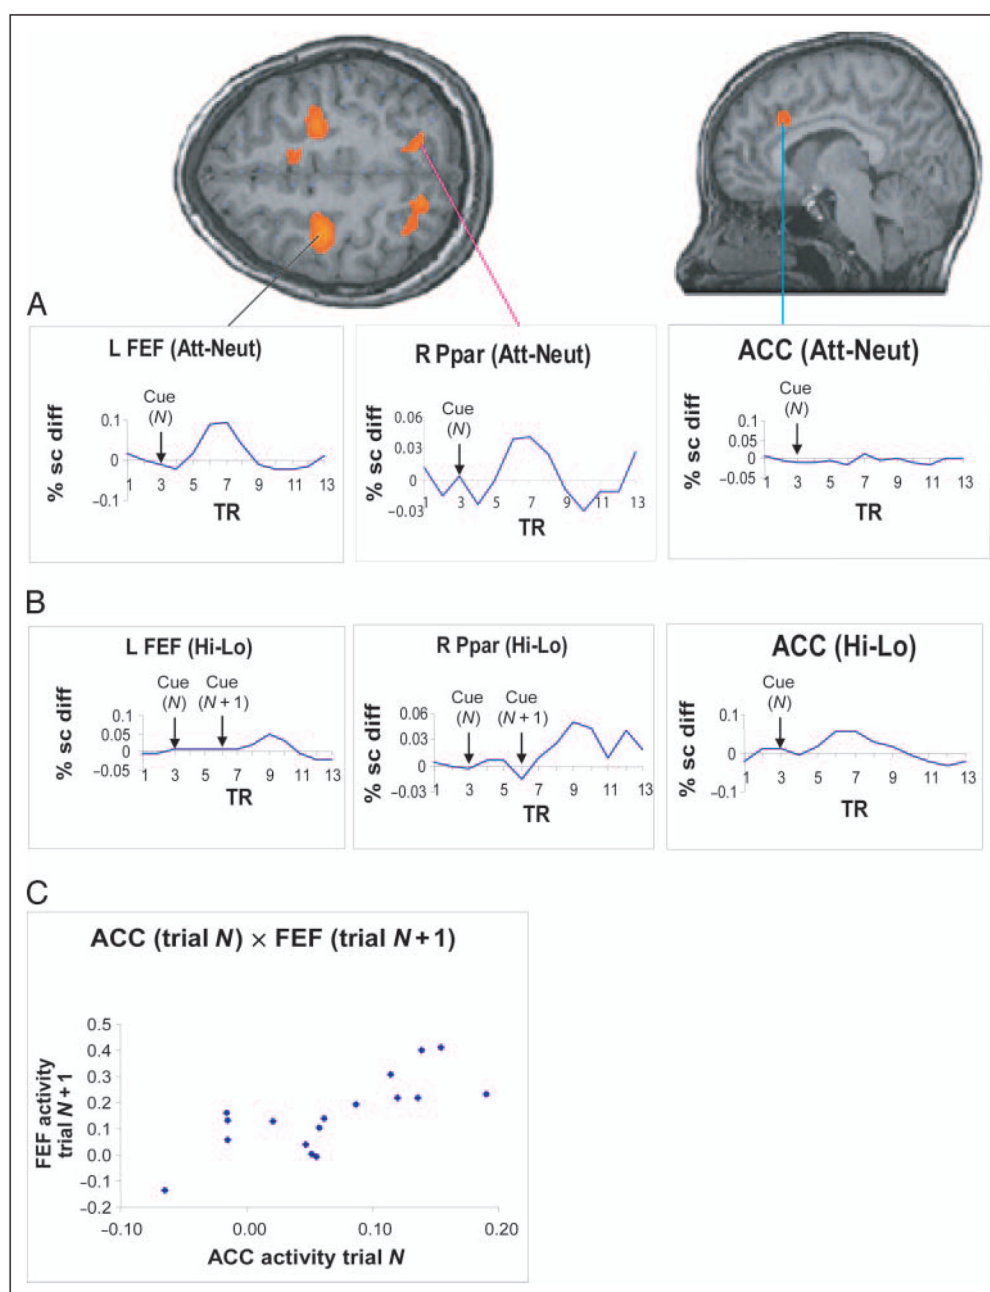 A
L FEF (Att-Neut)
% sc diff
0.1
0
–0.1
Cue
(N)
1 3 5 7 9 11 13
TR
R Ppar (Att-Neut)
% sc diff
0.06
0.03
0
–0.03
Cue
(N)
1 3 5 7 9 11 13
TR
ACC (Att-Neut)
% sc diff
0.1
0.05
0
–0.05
Cue
(N)
1 3 5 7 9 11 13
TR
B
L FEF (Hi-Lo)
% sc diff
0.1
0.05
0
–0.05
Cue
(N)
Cue
(N + 1)
1 3 5 7 9 11 13
TR
R Ppar (Hi-Lo)
% sc diff
0.06
0.03
0
–0.03
Cue
(N)
Cue
(N + 1)
1 3 5 7 9 11 13
TR
ACC (Hi-Lo)
% sc diff
0.1
0
–0.1
Cue
(N)
1 3 5 7 9 11 13
TR
C
ACC (trial N) × FEF (trial N + 1)
FEF activity
trial N + 1
0.5
0.4
0.3
0.2
0.1
0.0
–0.1
–0.2
–0.10 0.00 0.10 0.20
ACC activity trial N